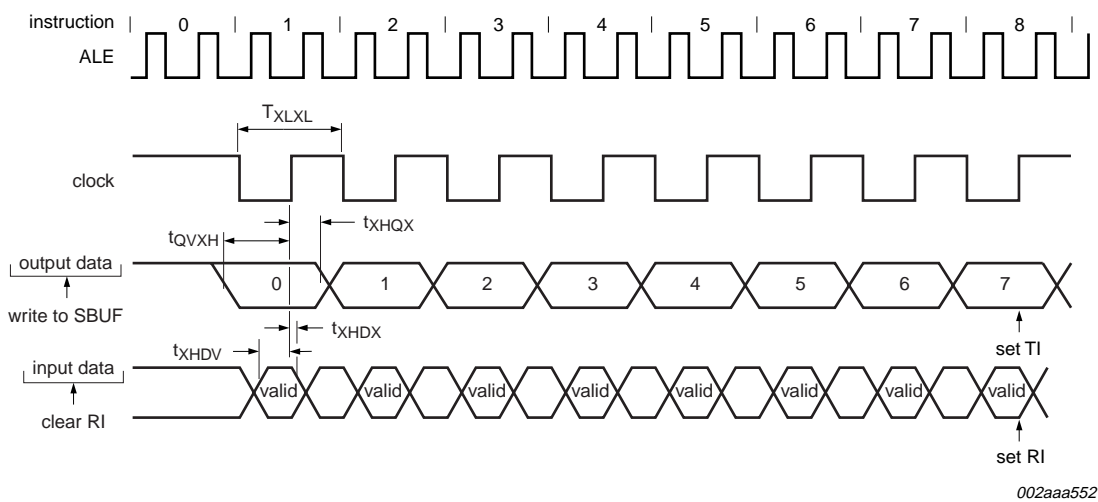 instruction | 0 | 1 | 2 | 3 | 4 | 5 | 6 | 7 | 8 |
ALE
TXLXL
clock
tXHQX
tQVXH
output data
0 1 2 3 4 5 6 7
write to SBUF
tXHDX
set TI
tXHDV
input data
valid valid valid valid valid valid valid valid
clear RI
set RI
002aaa552